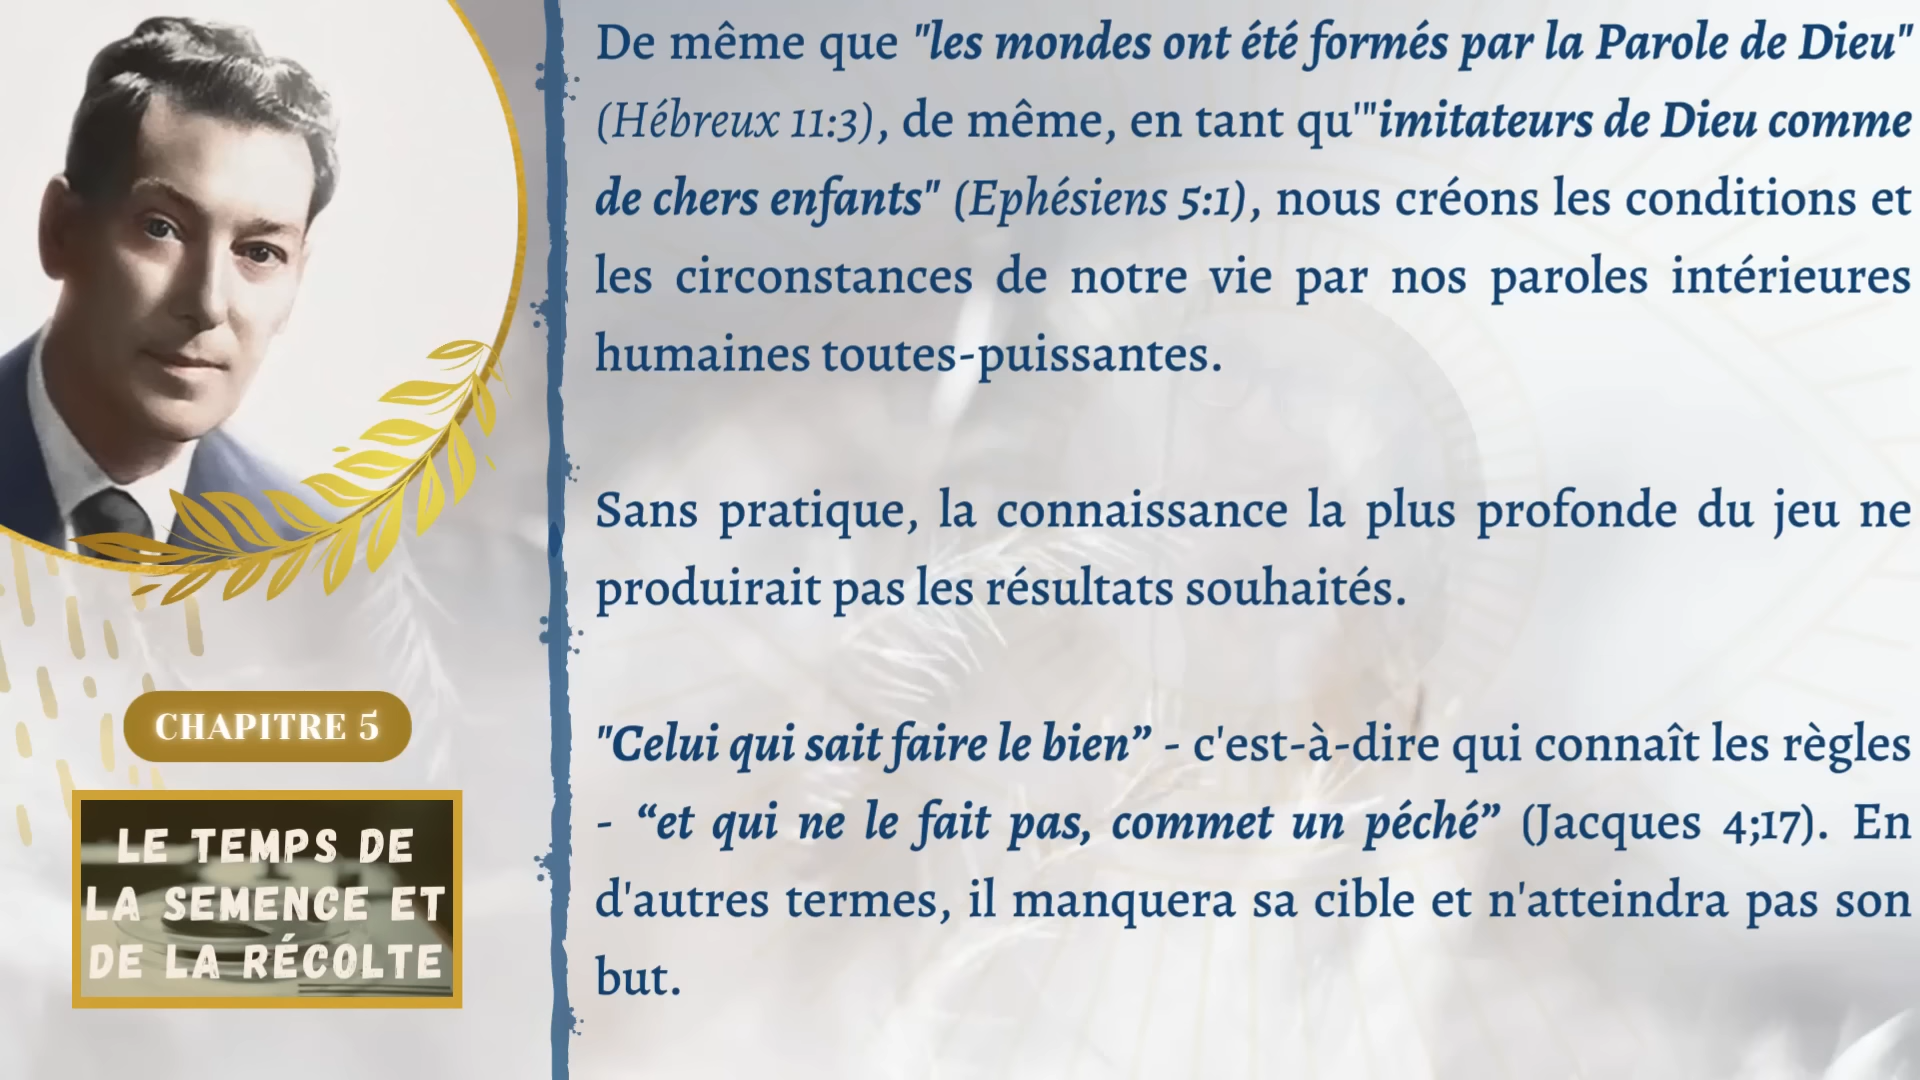 De même que "les mondes ont été formés par la Parole de Dieu"
(Hébreux 11:3), de même, en tant qu'"imitateurs de Dieu comme
de chers enfants" (Ephésiens 5:1), nous créons les conditions et
les circonstances de notre vie par nos paroles intérieures
humaines toutes-puissantes.
Sans pratique, la connaissance la plus profonde du jeu ne
produirait pas les résultats souhaités.
"Celui qui sait faire le bien” - c'est-à-dire qui connaît les règles
- “et qui ne le fait pas, commet un péché” (Jacques 4;17). En
d'autres termes, il manquera sa cible et n'atteindra pas son
but.
CHAPITRE 5
LE TEMPS DE
LA SEMENCE ET
DE LA RÉCOLTE